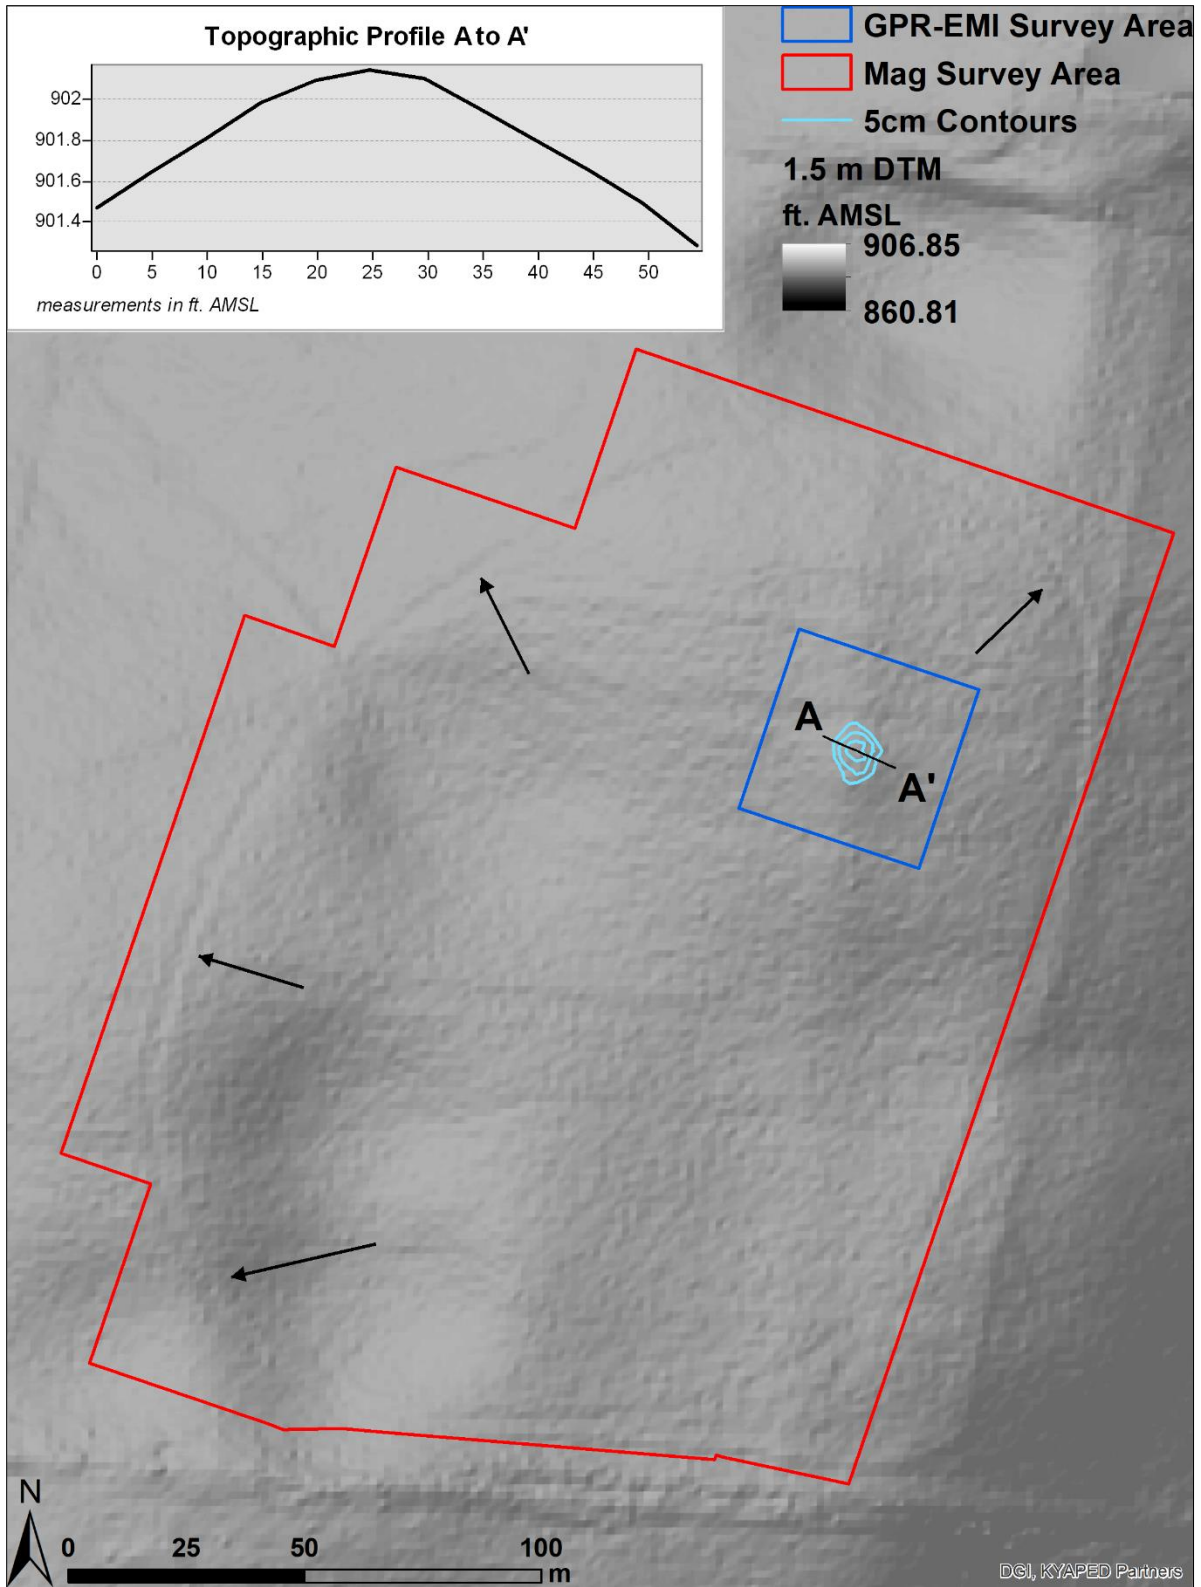 Topographic Profile A to A'
902
901.8
901.6
901.4
0 5 10 15 20 25 30 35 40 45 50
measurements in ft. AMSL
GPR-EMI Survey Area
Mag Survey Area
5cm Contours
1.5 m DTM
ft. AMSL
906.85
860.81
A
A'
N
0 25 50 100
m
DGI, KYAPED Partners